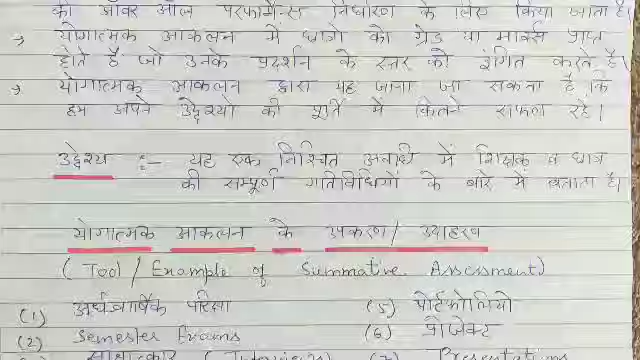 की ओवर ऑल परफॉर्मेन्स निर्धारण के लिए किया जाता है।
→ योगात्मक आकलन में छात्रों को ग्रेड या मार्क्स प्राप्त
होते हैं जो उनके प्रदर्शन के स्तर को इंगित करते हैं।
→ योगात्मक आकलन द्वारा यह जाना जा सकता है कि
हम अपने उद्देश्यों की पूर्ति में कितने सफल रहे।
उद्देश्य :- यह एक निश्चित अवधि में शिक्षक व छात्र
की सम्पूर्ण गतिविधियों के बारे में बताता है।
योगात्मक आकलन के उपकरण/ उदाहरण
(Tool/Example of Summative Assessment)
(1) अर्धवार्षिक परिक्षा (5) पोर्टफोलियो
(2) Semester Exams (6) प्रोजेक्ट
साक्षात्कार (Interviews) Presentations